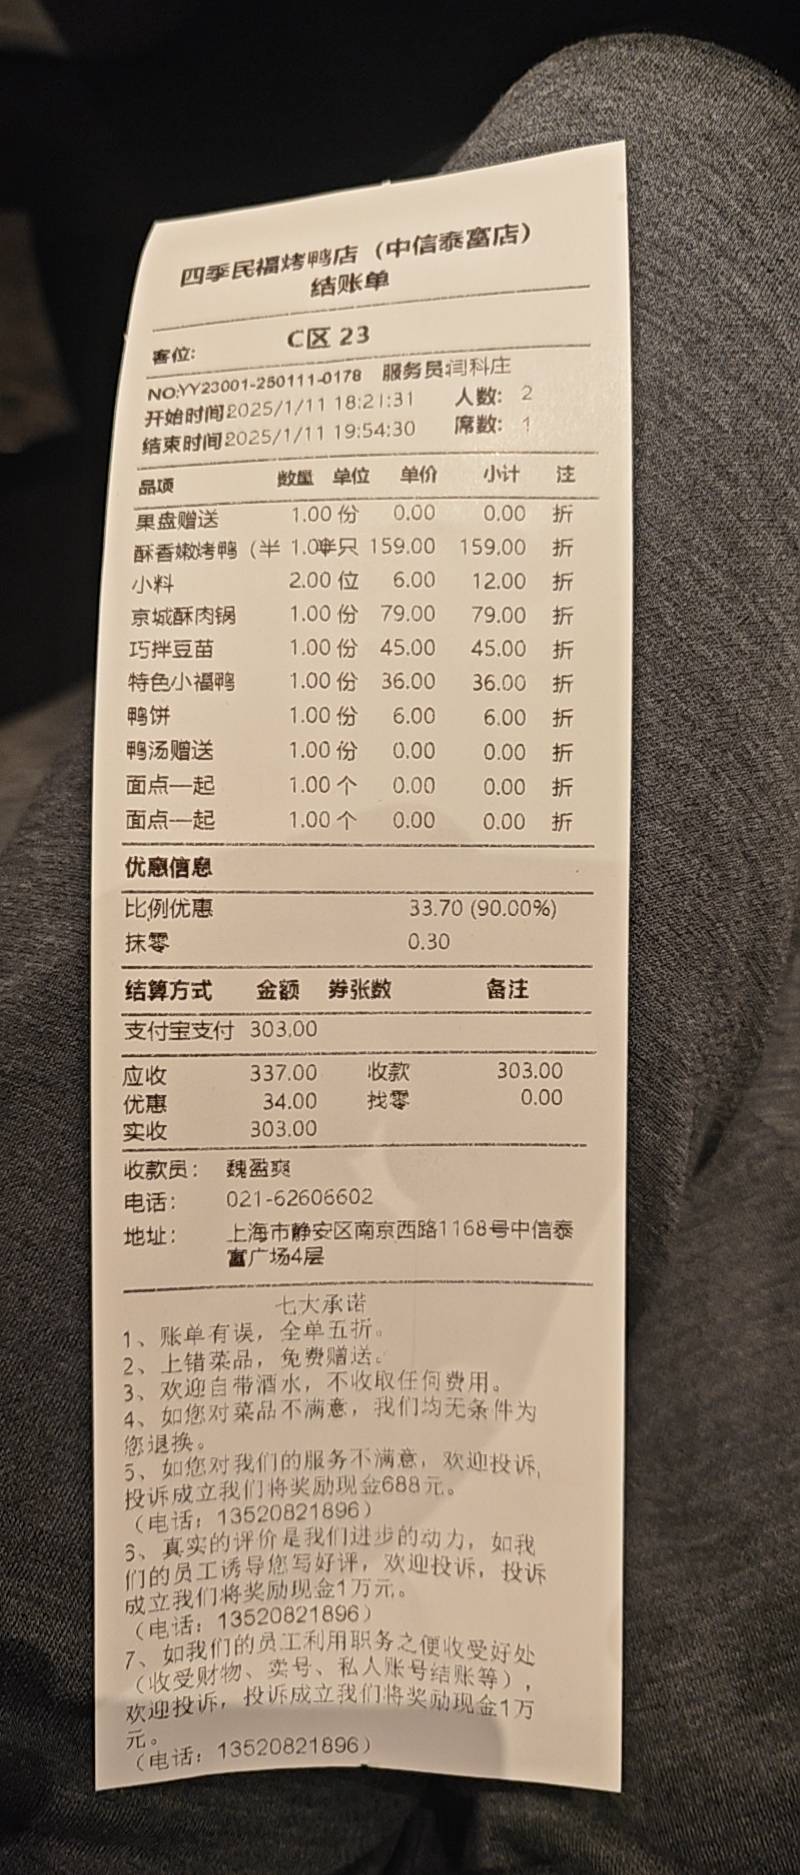 四季民福烤鸭店（中信泰富店）
结账单
客位: C区 23
NO:YY23001-250111-0178 服务员:闫科庄
开始时间:2025/1/11 18:21:31 人数: 2
结束时间:2025/1/11 19:54:30 席数: 1
品项 数量 单位 单价 小计 注
果盘赠送 1.00 份 0.00 0.00 折
酥香嫩烤鸭（半 1.00 半只 159.00 159.00 折
小料 2.00 位 6.00 12.00 折
京城酥肉锅 1.00 份 79.00 79.00 折
巧拌豆苗 1.00 份 45.00 45.00 折
特色小福鸭 1.00 份 36.00 36.00 折
鸭饼 1.00 份 6.00 6.00 折
鸭汤赠送 1.00 份 0.00 0.00 折
面点一起 1.00 个 0.00 0.00 折
面点一起 1.00 个 0.00 0.00 折
优惠信息
比例优惠 33.70 (90.00%)
抹零 0.30
结算方式 金额 券张数 备注
支付宝支付 303.00
应收 337.00 收款 303.00
优惠 34.00 找零 0.00
实收 303.00
收款员: 魏盈爽
电话: 021-62606602
地址: 上海市静安区南京西路1168号中信泰
富广场4层
七大承诺
1、账单有误，全单五折。
2、上错菜品，免费赠送。
3、欢迎自带酒水，不收取任何费用。
4、如您对菜品不满意，我们均无条件为
您退换。
5、如您对我们的服务不满意，欢迎投诉,
投诉成立我们将奖励现金688元。
（电话：13520821896）
6、真实的评价是我们进步的动力，如我
们的员工诱导您写好评，欢迎投诉，投诉
成立我们将奖励现金1万元。
（电话：13520821896）
7、如我们的员工利用职务之便收受好处
（收受财物、卖号、私人账号结账等），
欢迎投诉，投诉成立我们将奖励现金1万
元。
（电话：13520821896）